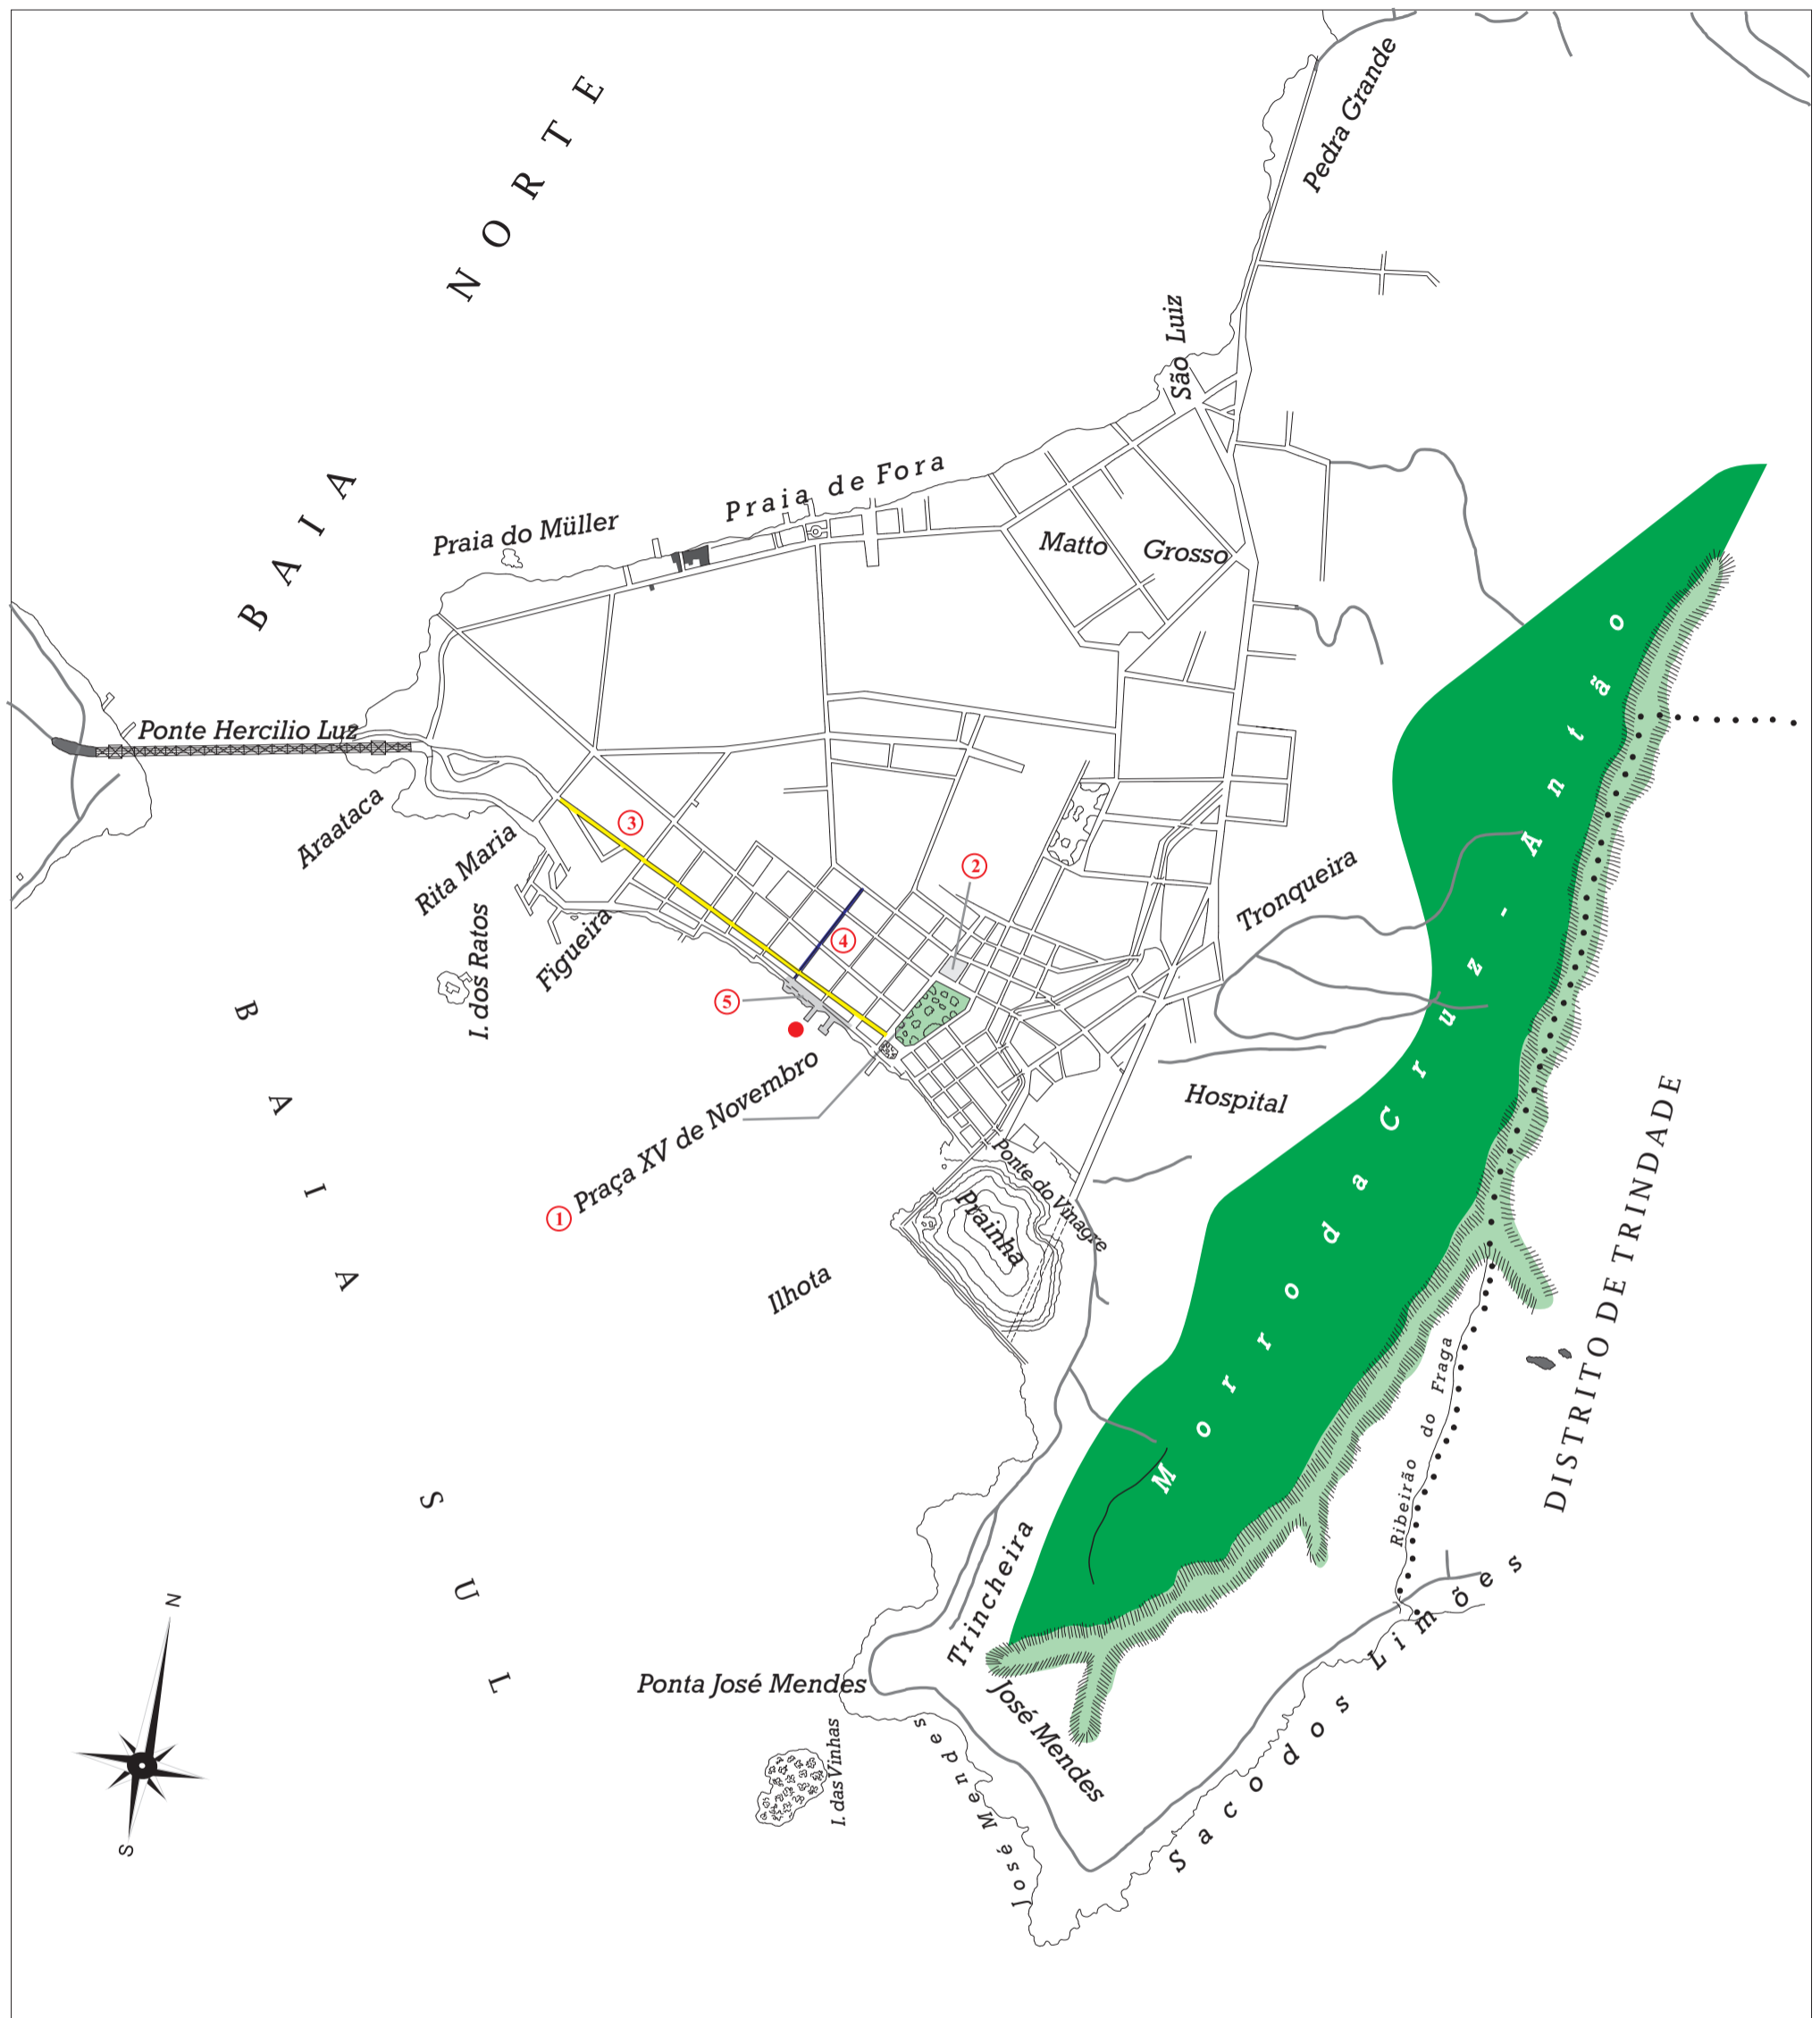 BAIA NORTE
Pedra Grande
São Luiz
Praia de Fora
Praia do Müller
Matto Grosso
Ponte Hercilio Luz
Araataca
Rita Maria
I. dos Ratos
Figueira
3
2
4
5
Tronqueira
Morro da Cruz - Antão
Praça XV de Novembro
1
Hospital
Ponte do Vinagre
Prainha
Ilhota
BAIA SUL
DISTRITO DE TRINDADE
Ribeirão do Fraga
Trincheira
Saco dos Limões
Ponta José Mendes
José Mendes
José Mendes
I. das Vinhas
N
S